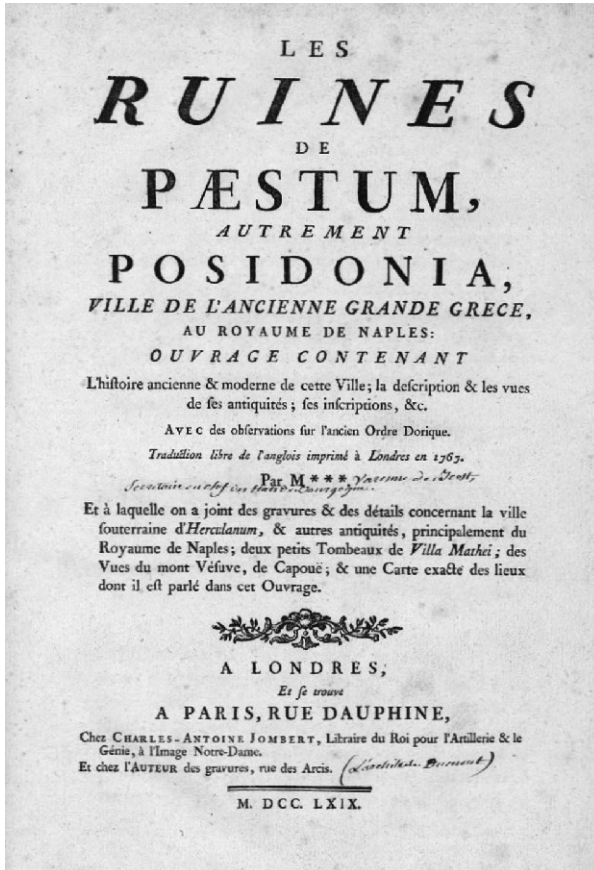 LES
RUINES
DE
PÆSTUM,
AUTREMENT
POSIDONIA,
VILLE DE L'ANCIENNE GRANDE GRECE,
AU ROYAUME DE NAPLES:
OUVRAGE CONTENANT
L'hiſtoire ancienne & moderne de cette Ville; la deſcription & les vues
de ſes antiquités; ſes inſcriptions, &c.
AVEC des obſervations ſur l'ancien Ordre Dorique.
Traduction libre de l'anglois imprimé à Londres en 1767.
Par M * * * Varenne de
Et à laquelle on a joint des gravures & des détails concernant la ville
ſouterraine d'Herculanum, & autres antiquités, principalement du
Royaume de Naples; deux petits Tombeaux de Villa Mathei; des
Vues du mont Véſuve, de Capouë; & une Carte exacte des lieux
dont il eſt parlé dans cet Ouvrage.
A LONDRES,
Et ſe trouve
A PARIS, RUE DAUPHINE,
Chez CHARLES-ANTOINE JOMBERT, Libraire du Roi pour l'Artillerie & le
Génie, à l'Image Notre-Dame.
Et chez l'AUTEUR des gravures, rue des Arcis. (L'architecte Dumont)
M. DCC. LXIX.